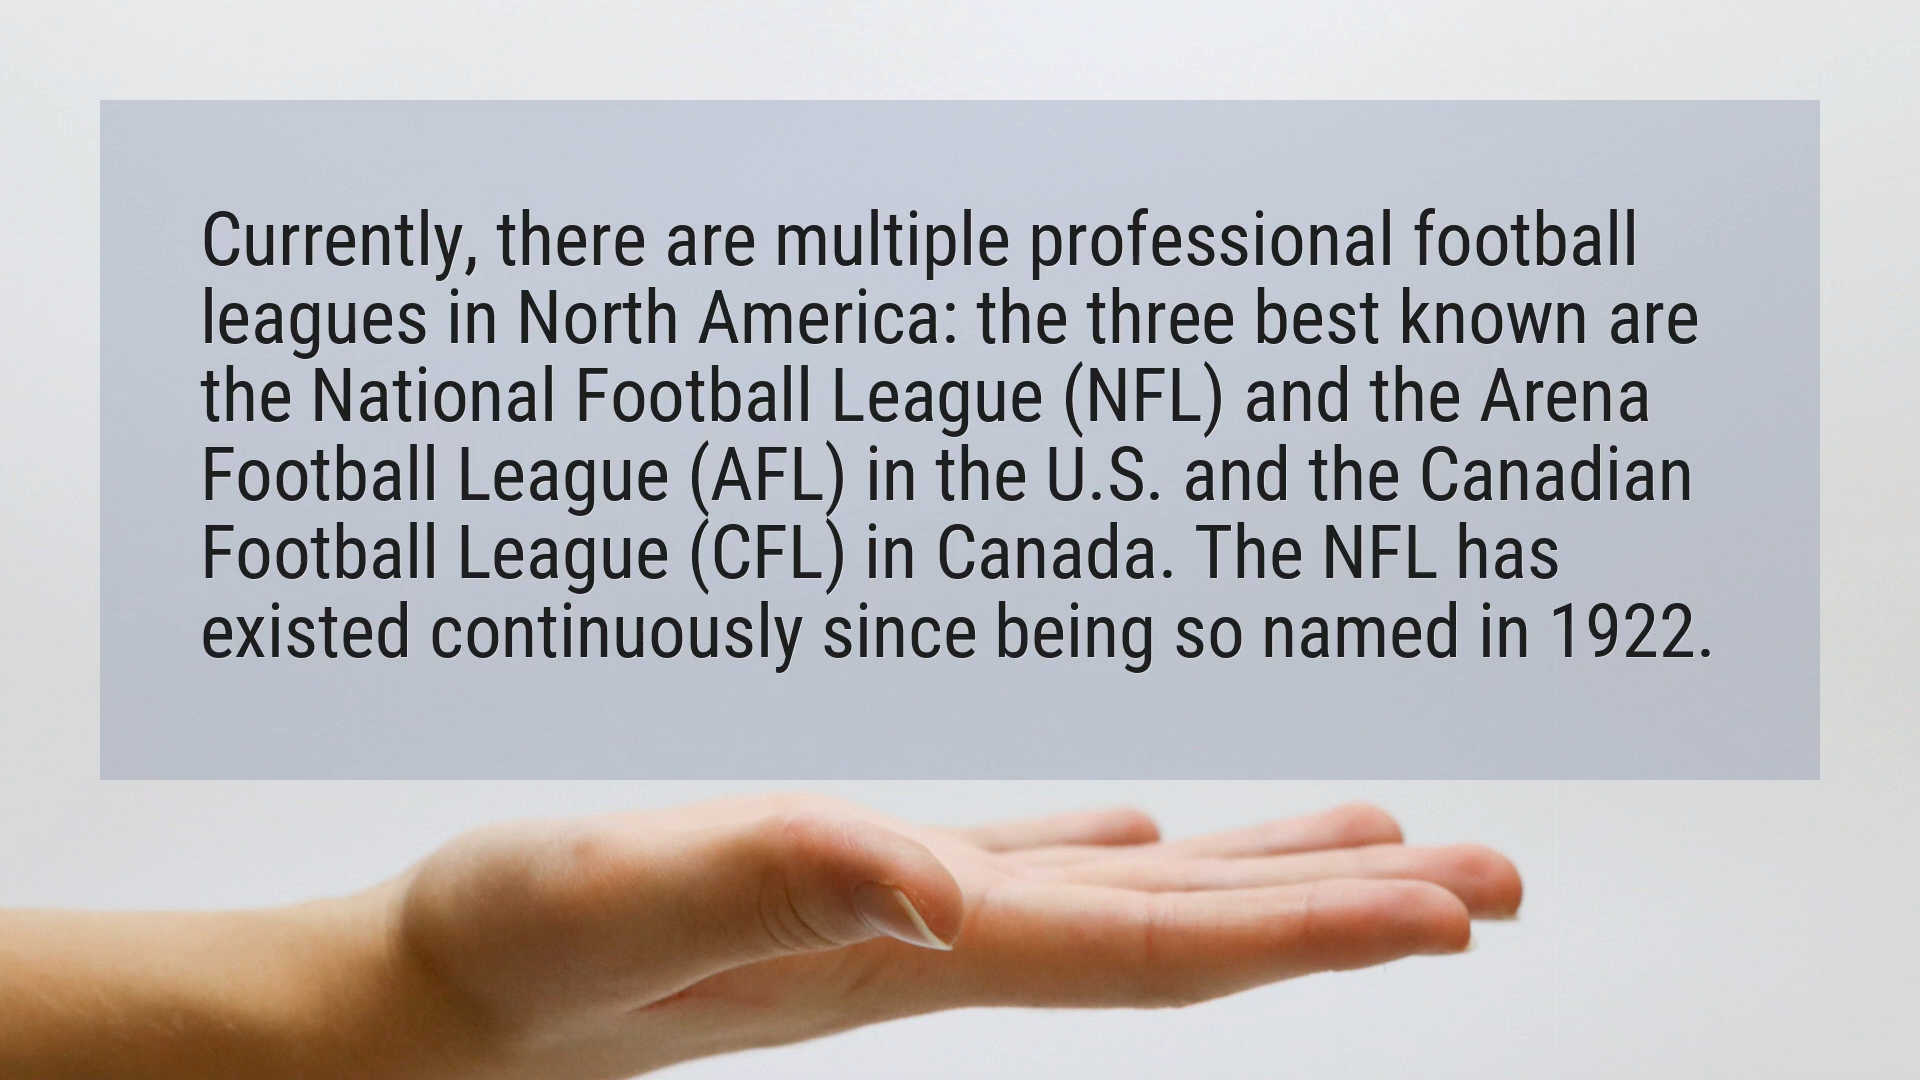 Currently, there are multiple professional football
leagues in North America: the three best known are
the National Football League (NFL) and the Arena
Football League (AFL) in the U.S. and the Canadian
Football League (CFL) in Canada. The NFL has
existed continuously since being so named in 1922.